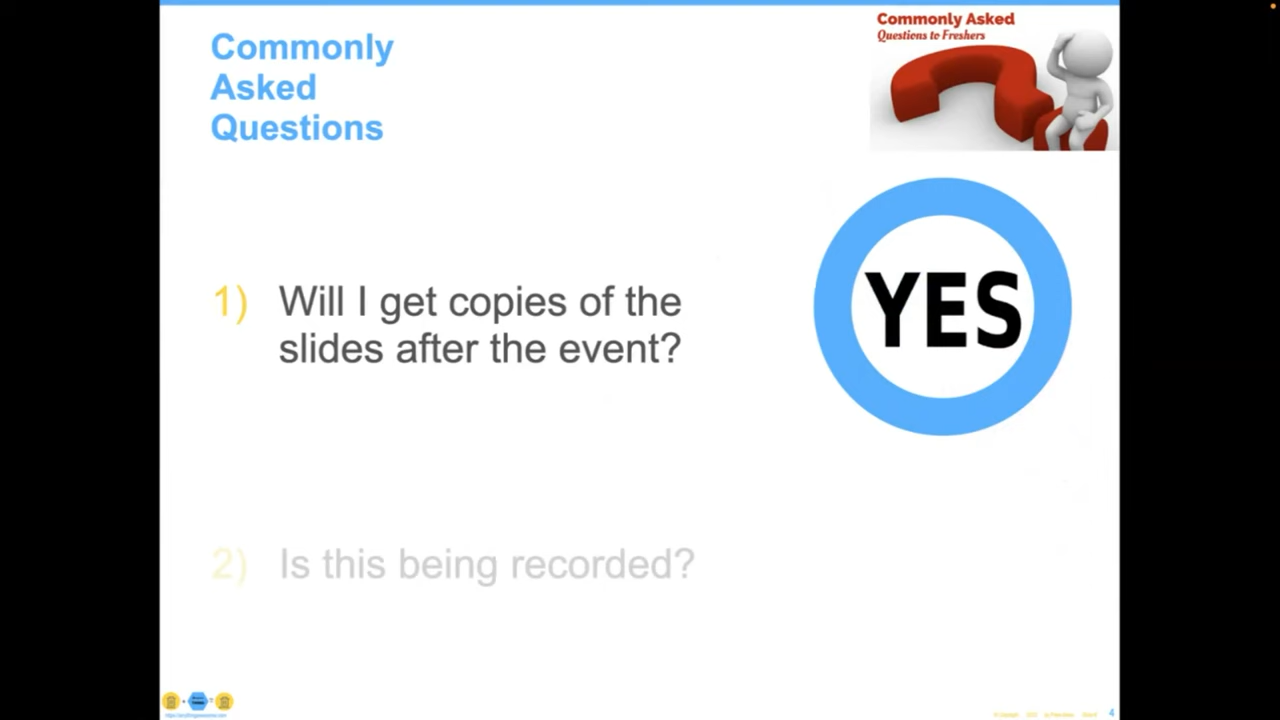 Commonly
Asked
Questions
Commonly Asked
Questions to Freshers
1) Will I get copies of the
slides after the event?
YES
2) Is this being recorded?
4